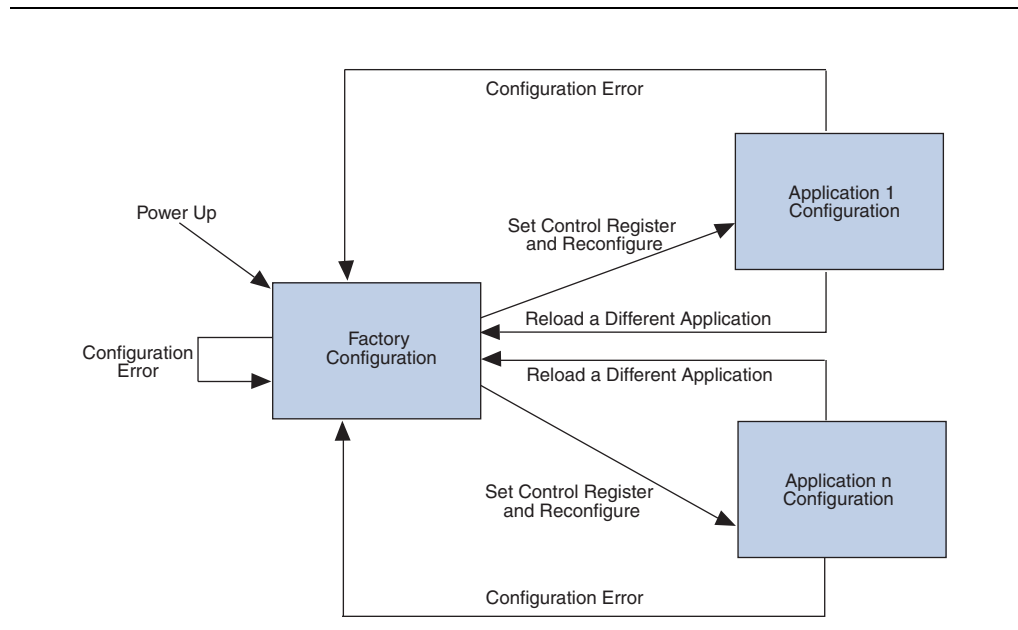 Configuration Error
Application 1
Configuration
Power Up
Set Control Register
and Reconfigure
Reload a Different Application
Factory
Configuration
Configuration
Error
Reload a Different Application
Application n
Configuration
Set Control Register
and Reconfigure
Configuration Error